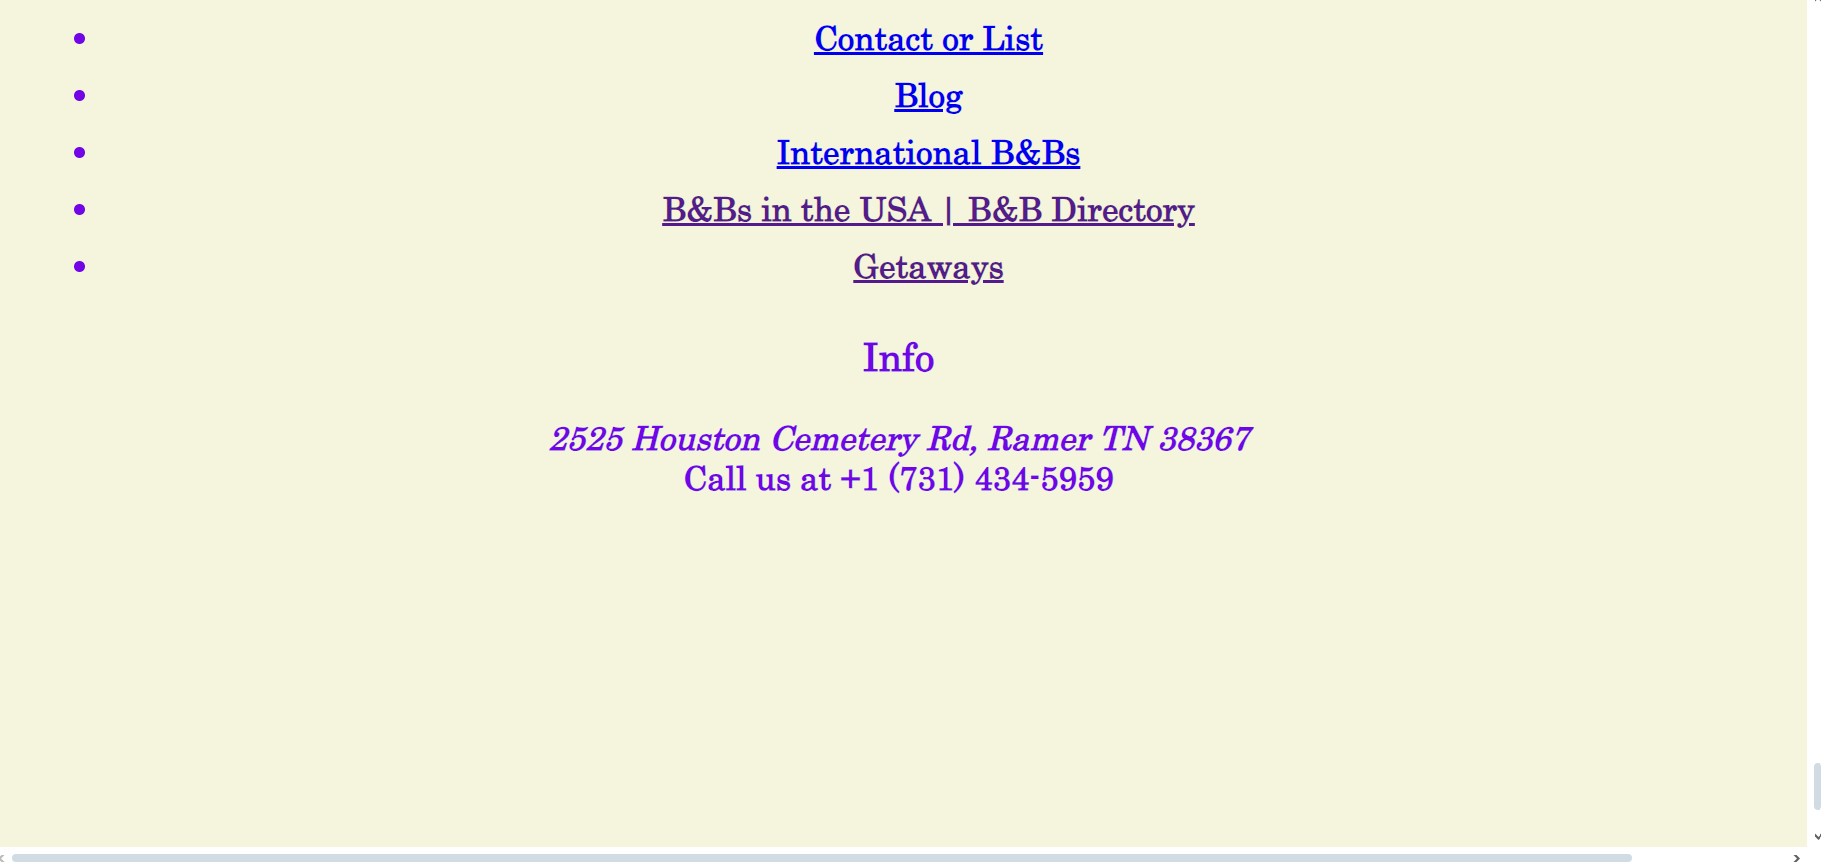 Contact or List
Blog
International B&Bs
B&Bs in the USA | B&B Directory
Getaways
Info
2525 Houston Cemetery Rd, Ramer TN 38367
Call us at +1 (731) 434-5959